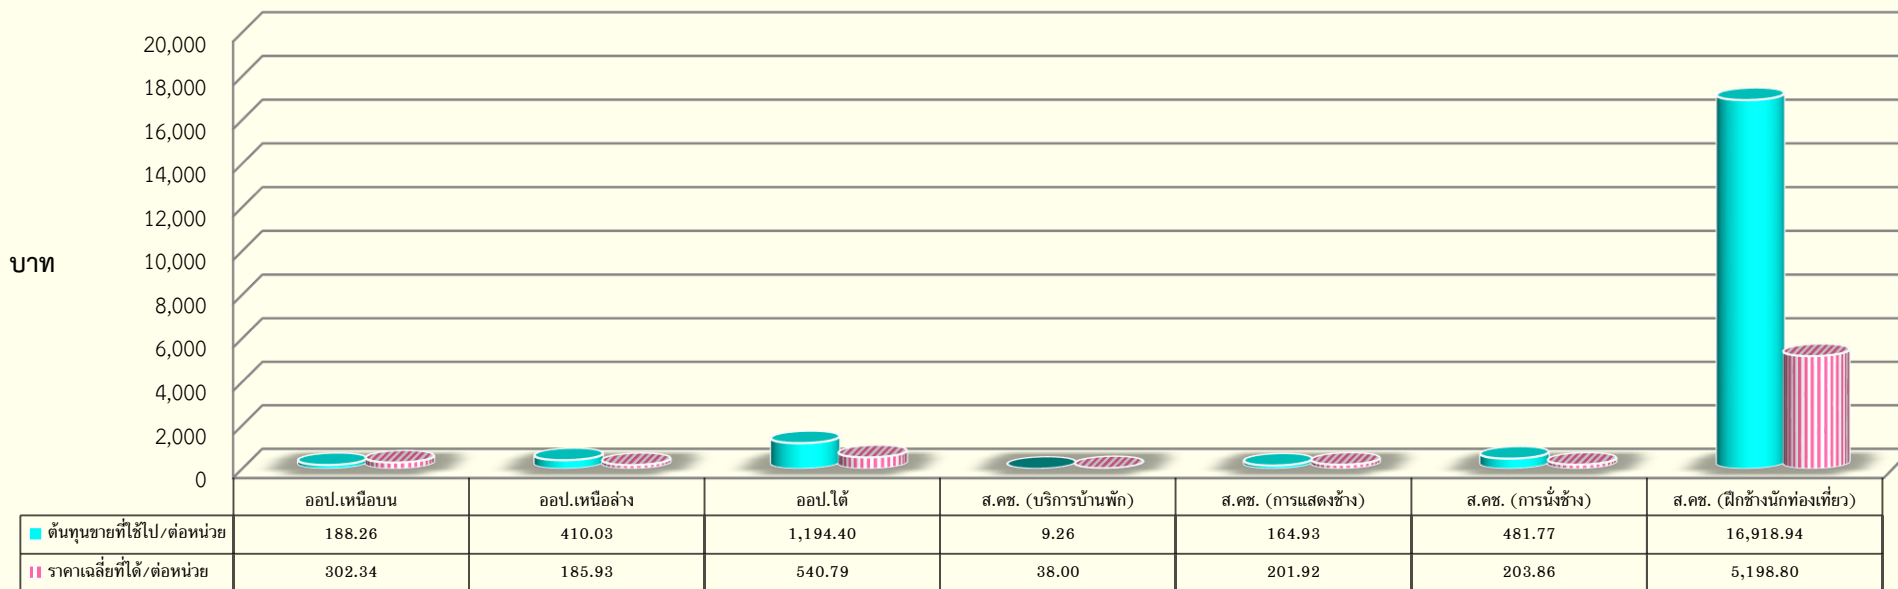 20,000
18,000
16,000
14,000
12,000
10,000
บาท
8,000
6,000
4,000
2,000
0
ออป.เหนือบน ออป.เหนือล่าง ออป.ใต้ ส.คช. (บริการบ้านพัก) ส.คช. (การแสดงช้าง) ส.คช. (การนั่งช้าง) ส.คช. (ฝึกช้างนักท่องเที่ยว)
ต้นทุนขายที่ใช้ไป/ต่อหน่วย 188.26 410.03 1,194.40 9.26 164.93 481.77 16,918.94
ราคาเฉลี่ยที่ได้/ต่อหน่วย 302.34 185.93 540.79 38.00 201.92 203.86 5,198.80